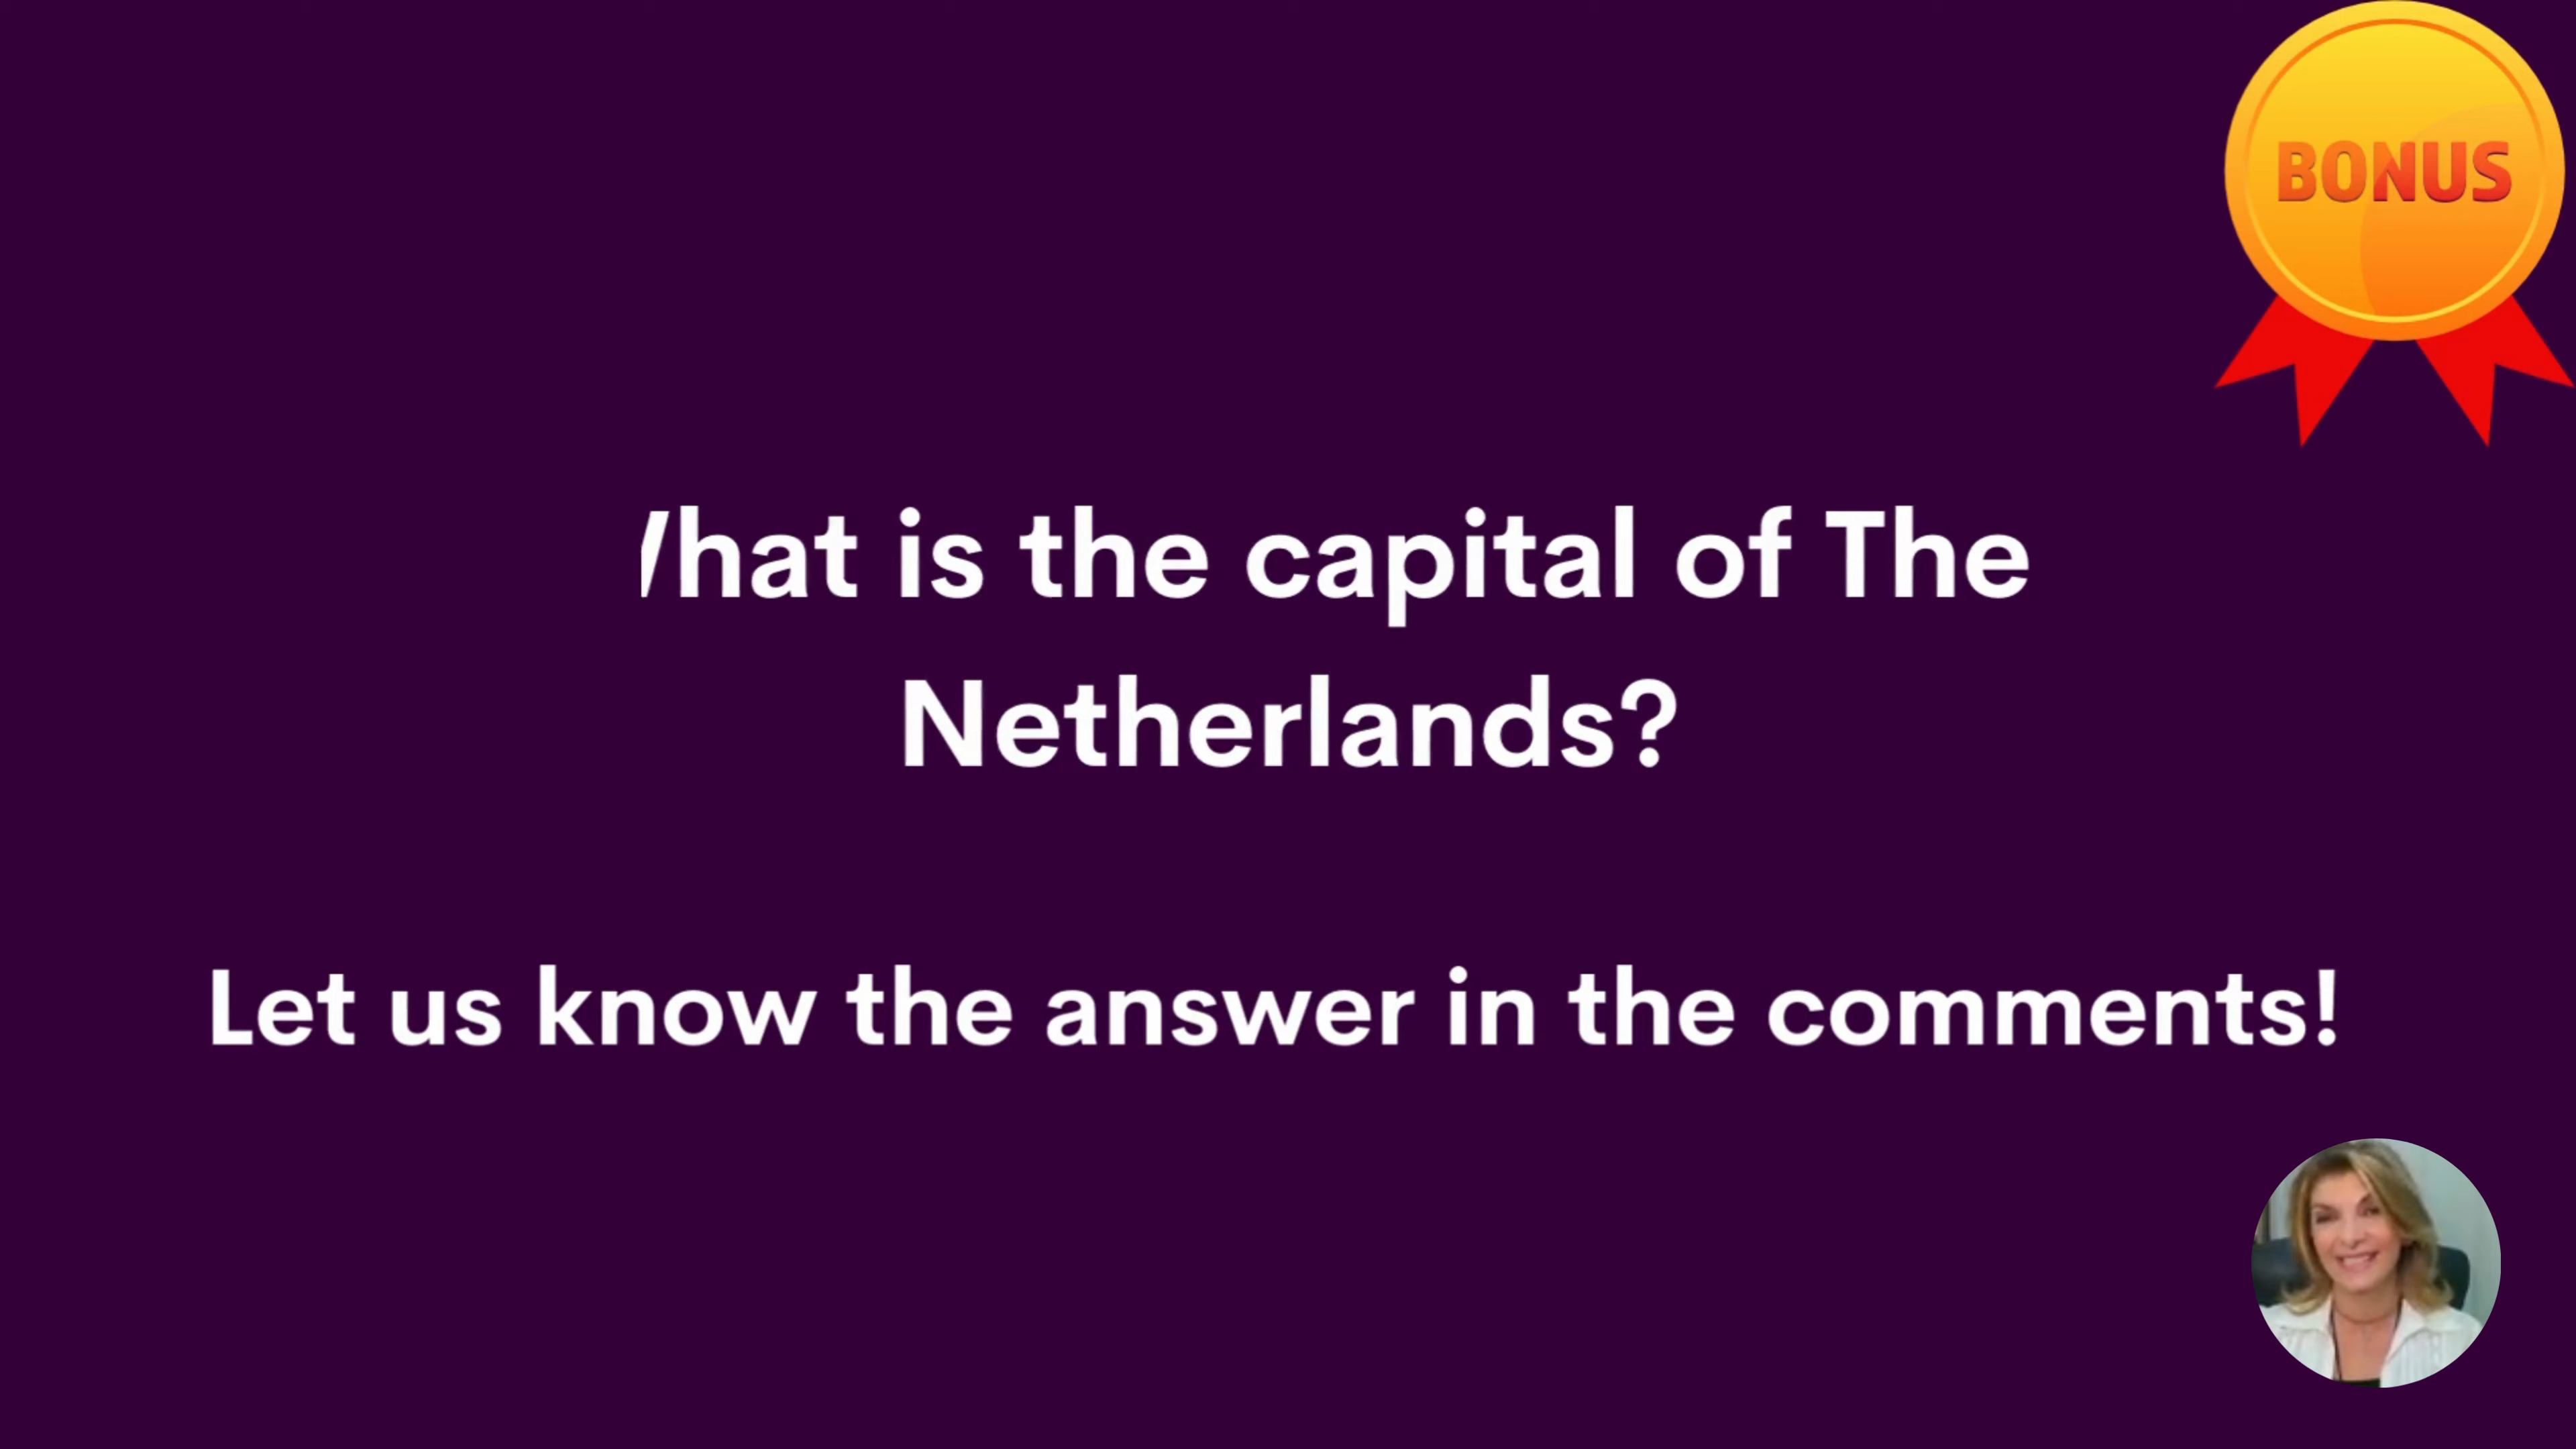 BONUS
hat is the capital of The
Netherlands?
Let us know the answer in the comments!